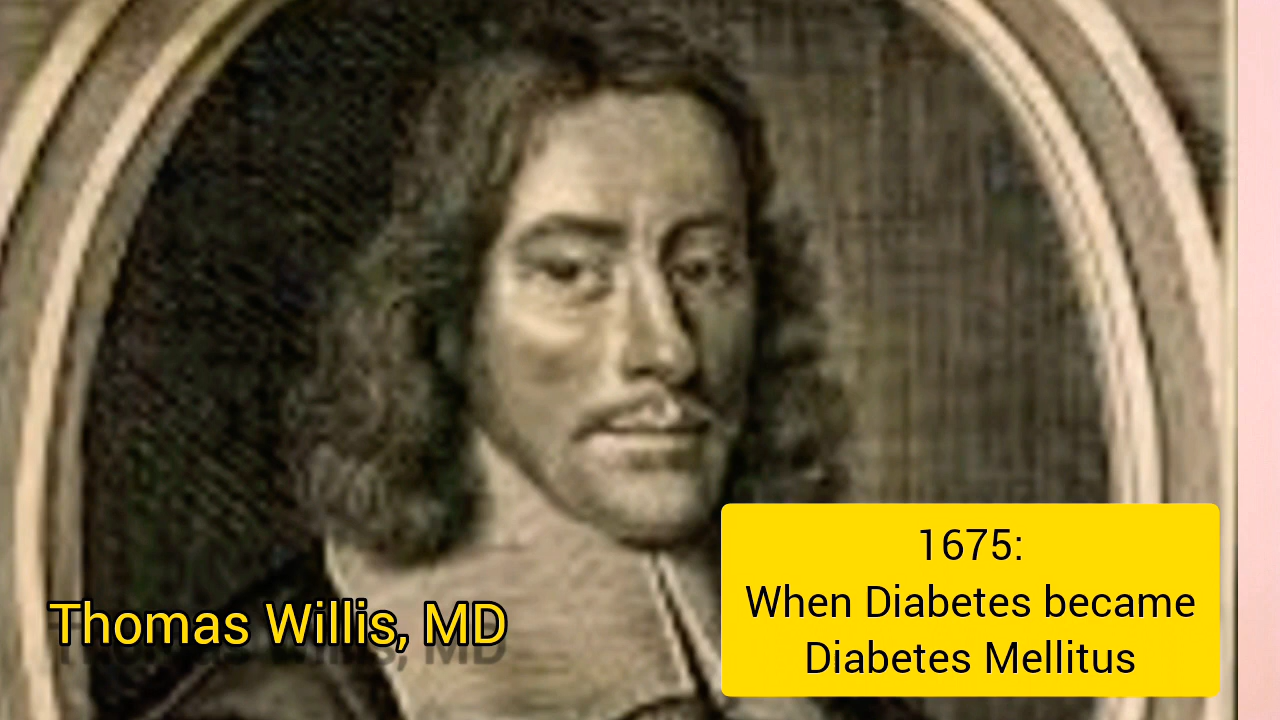 Thomas Willis, MD
1675:
When Diabetes became
Diabetes Mellitus